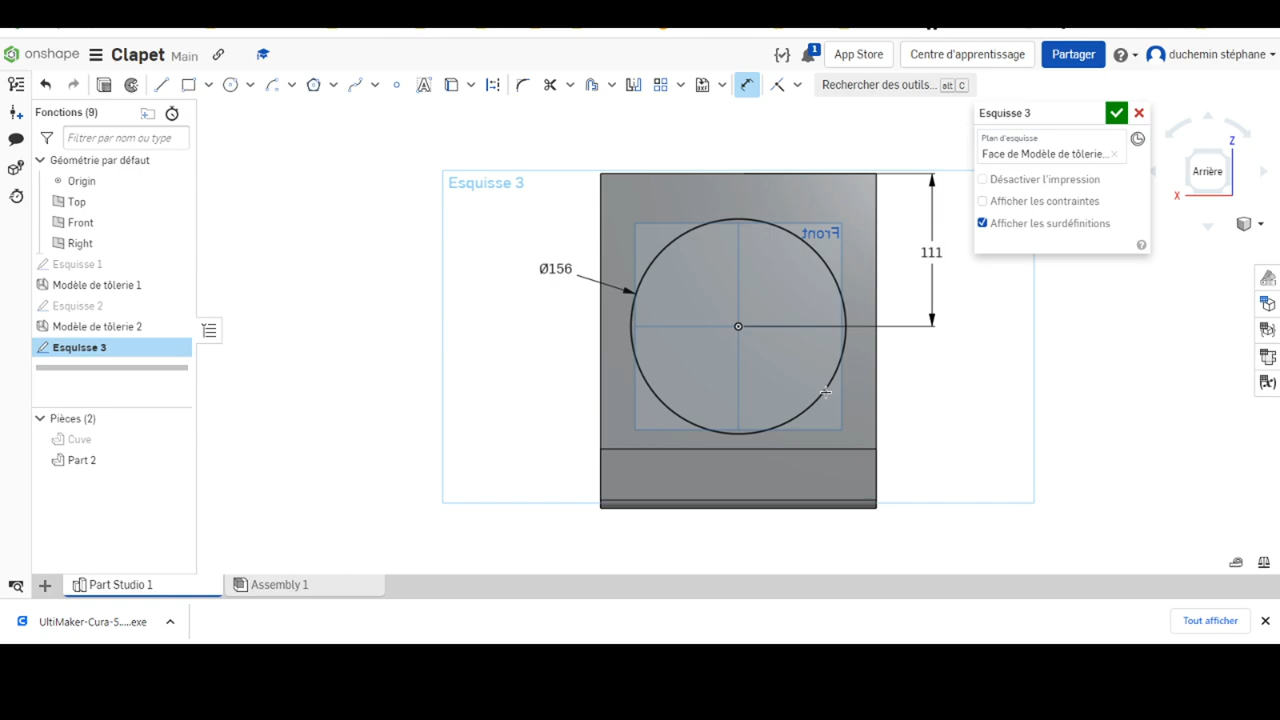 onshape Clapet Main
1
App Store
Centre d'apprentissage
Partager
duchemin stéphane
Rechercher des outils... alt C
Fonctions (9)
Filtrer par nom ou type
Géométrie par défaut
Origin
Top
Front
Right
Esquisse 1
Modèle de tôlerie 1
Esquisse 2
Modèle de tôlerie 2
Esquisse 3
Pièces (2)
Cuve
Part 2
Esquisse 3
Front
Ø156
111
Esquisse 3
Plan d'esquisse
Face de Modèle de tôlerie...
Désactiver l'impression
Afficher les contraintes
Afficher les surdéfinitions
Z
Arrière
X
Part Studio 1
Assembly 1
UltiMaker-Cura-5.....exe
Tout afficher